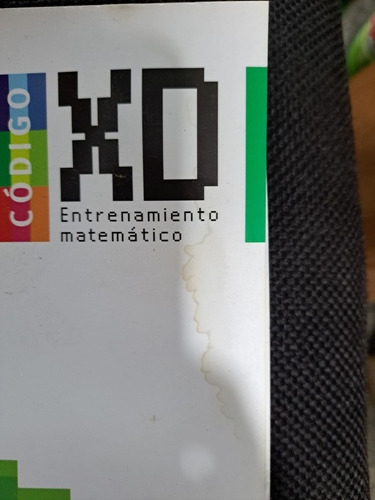 CÓDIGO
XD
Entrenamiento
matemático